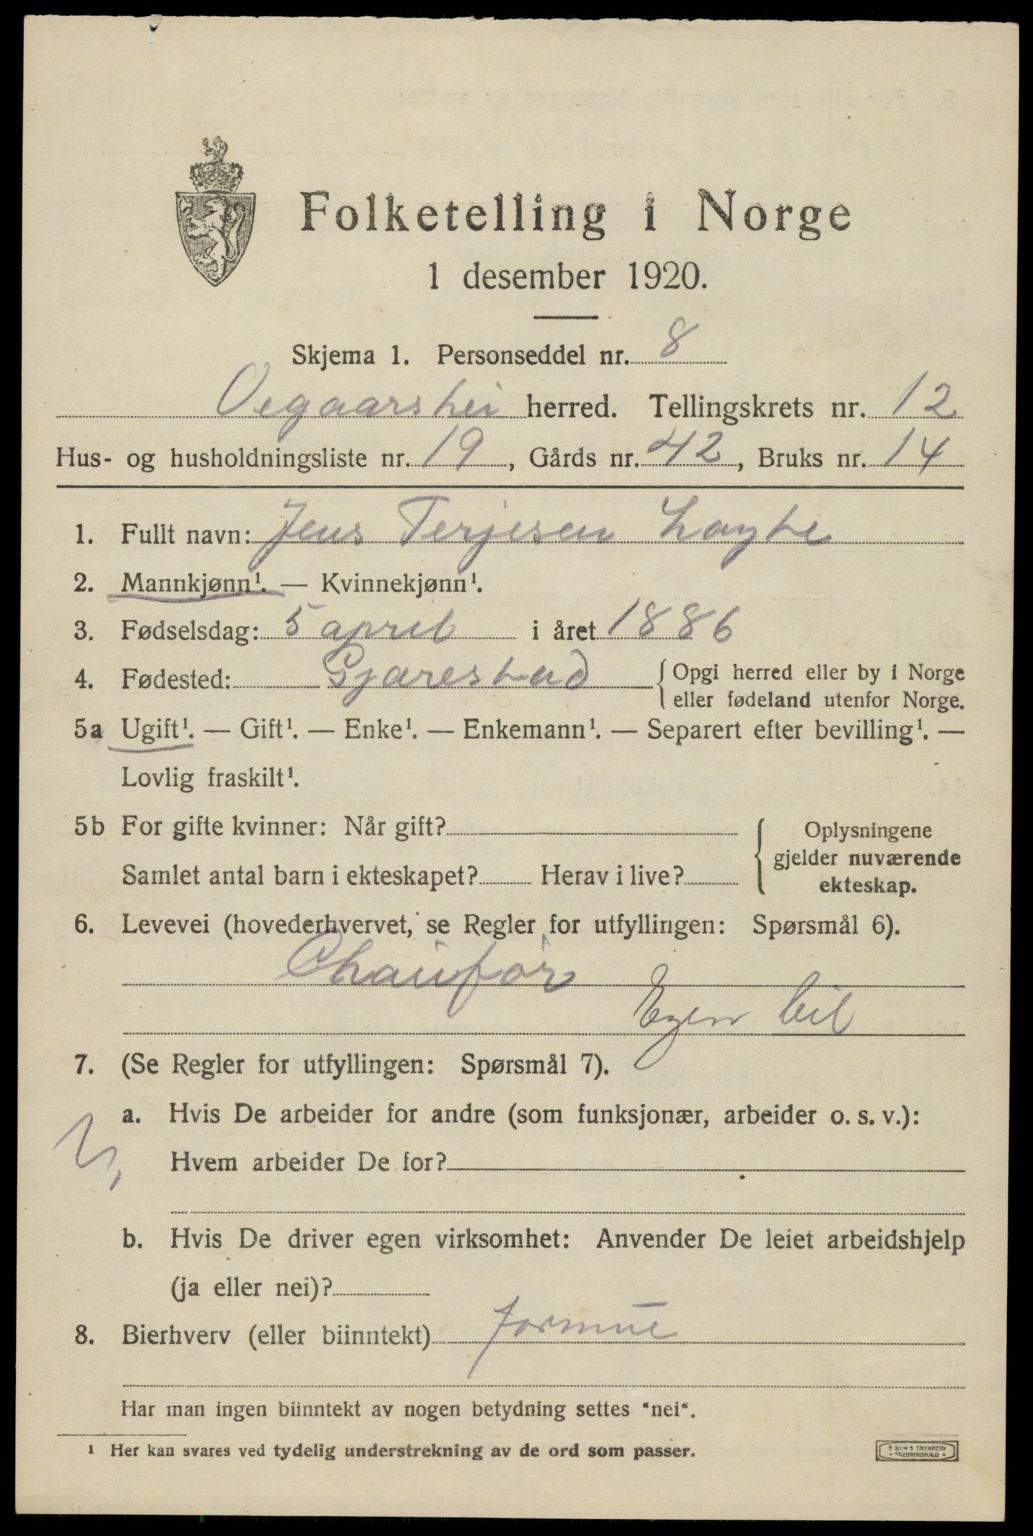 Folketelling i Norge
1 desember 1920.
Skjema 1. Personseddel nr. 8
Vegaarshei herred. Tellingskrets nr. 12
Hus- og husholdningsliste nr. 19, Gårds nr. 42, Bruks nr. 14
1. Fullt navn: Jens Terjesen
2. Mannkjønn¹. — Kvinnekjønn¹.
3. Fødselsdag: 5 april i året 1886
4. Fødested: Gjærestad { Opgi herred eller by i Norge
eller fødeland utenfor Norge.
5a Ugift¹. — Gift¹. — Enke¹. — Enkemann¹. — Separert efter bevilling¹. —
Lovlig fraskilt¹.
5b For gifte kvinner: Når gift?
Samlet antal barn i ekteskapet? Herav i live?
{ Oplysningene
gjelder nuværende
ekteskap.
6. Levevei (hovederhvervet, se Regler for utfyllingen: Spørsmål 6).
Chaufør
Egen bil
7. (Se Regler for utfyllingen: Spørsmål 7).
a. Hvis De arbeider for andre (som funksjonær, arbeider o. s. v.):
Hvem arbeider De for?
b. Hvis De driver egen virksomhet: Anvender De leiet arbeidshjelp
(ja eller nei)?
8. Bierhverv (eller biinntekt) formue
Har man ingen biinntekt av nogen betydning settes "nei".
¹ Her kan svares ved tydelig understrekning av de ord som passer.